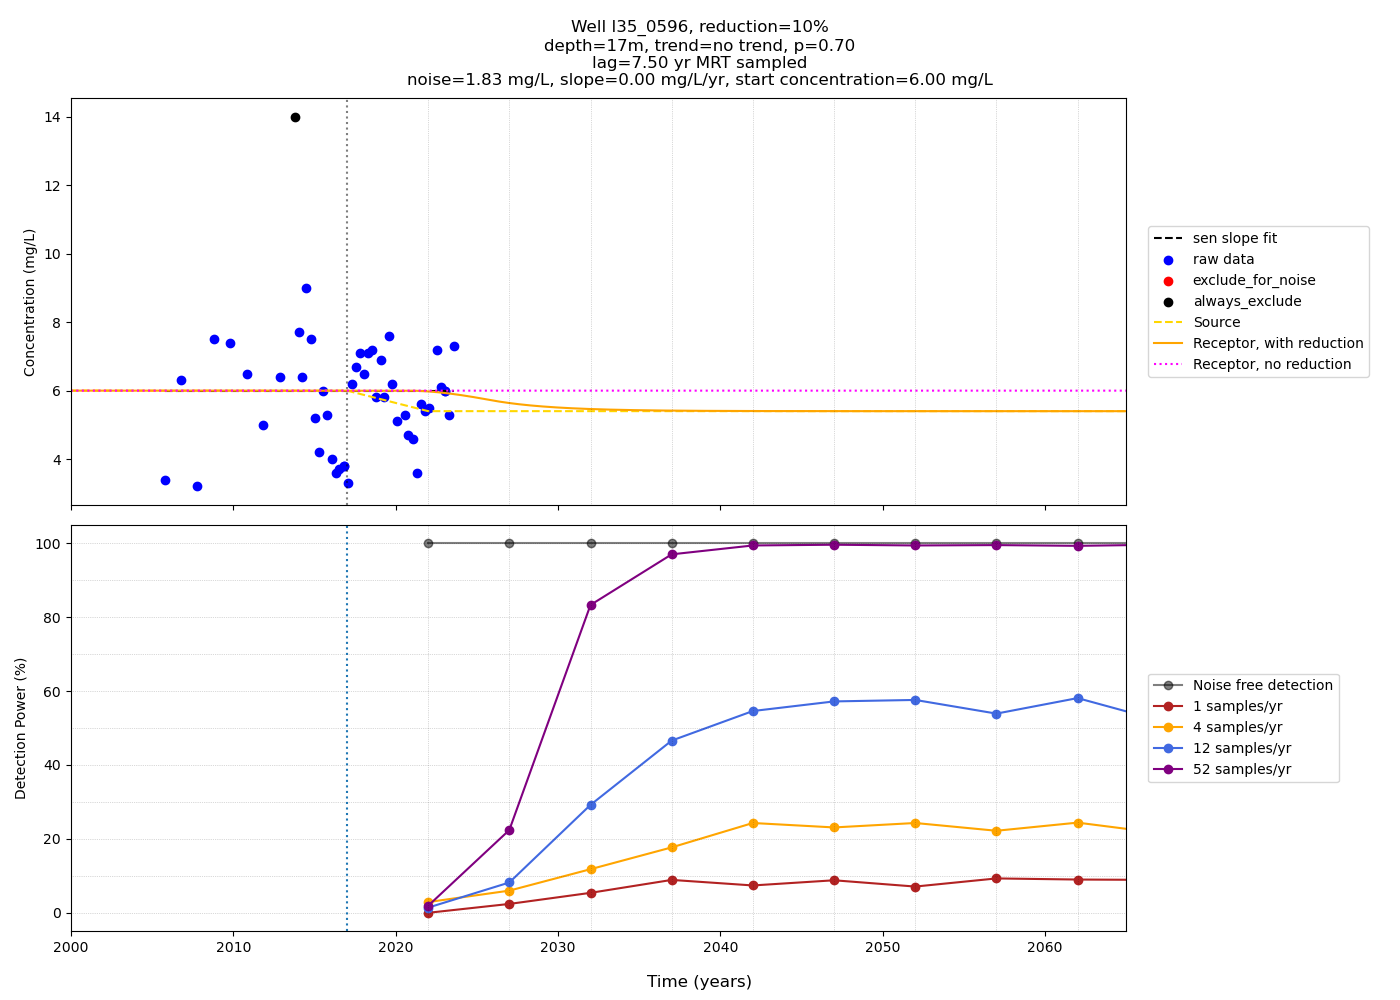 Well l35_0596, reduction=10%
depth=17m, trend=no trend, p=0.70
lag=7.50 yr MRT sampled
noise=1.83 mg/L, slope=0.00 mg/L/yr, start concentration=6.00 mg/L
Concentration (mg/L)
14
12
10
8
6
4
sen slope fit
raw data
exclude_for_noise
always_exclude
Source
Receptor, with reduction
Receptor, no reduction
Detection Power (%)
100
80
60
40
20
0
Noise free detection
1 samples/yr
4 samples/yr
12 samples/yr
52 samples/yr
2000 2010 2020 2030 2040 2050 2060
Time (years)